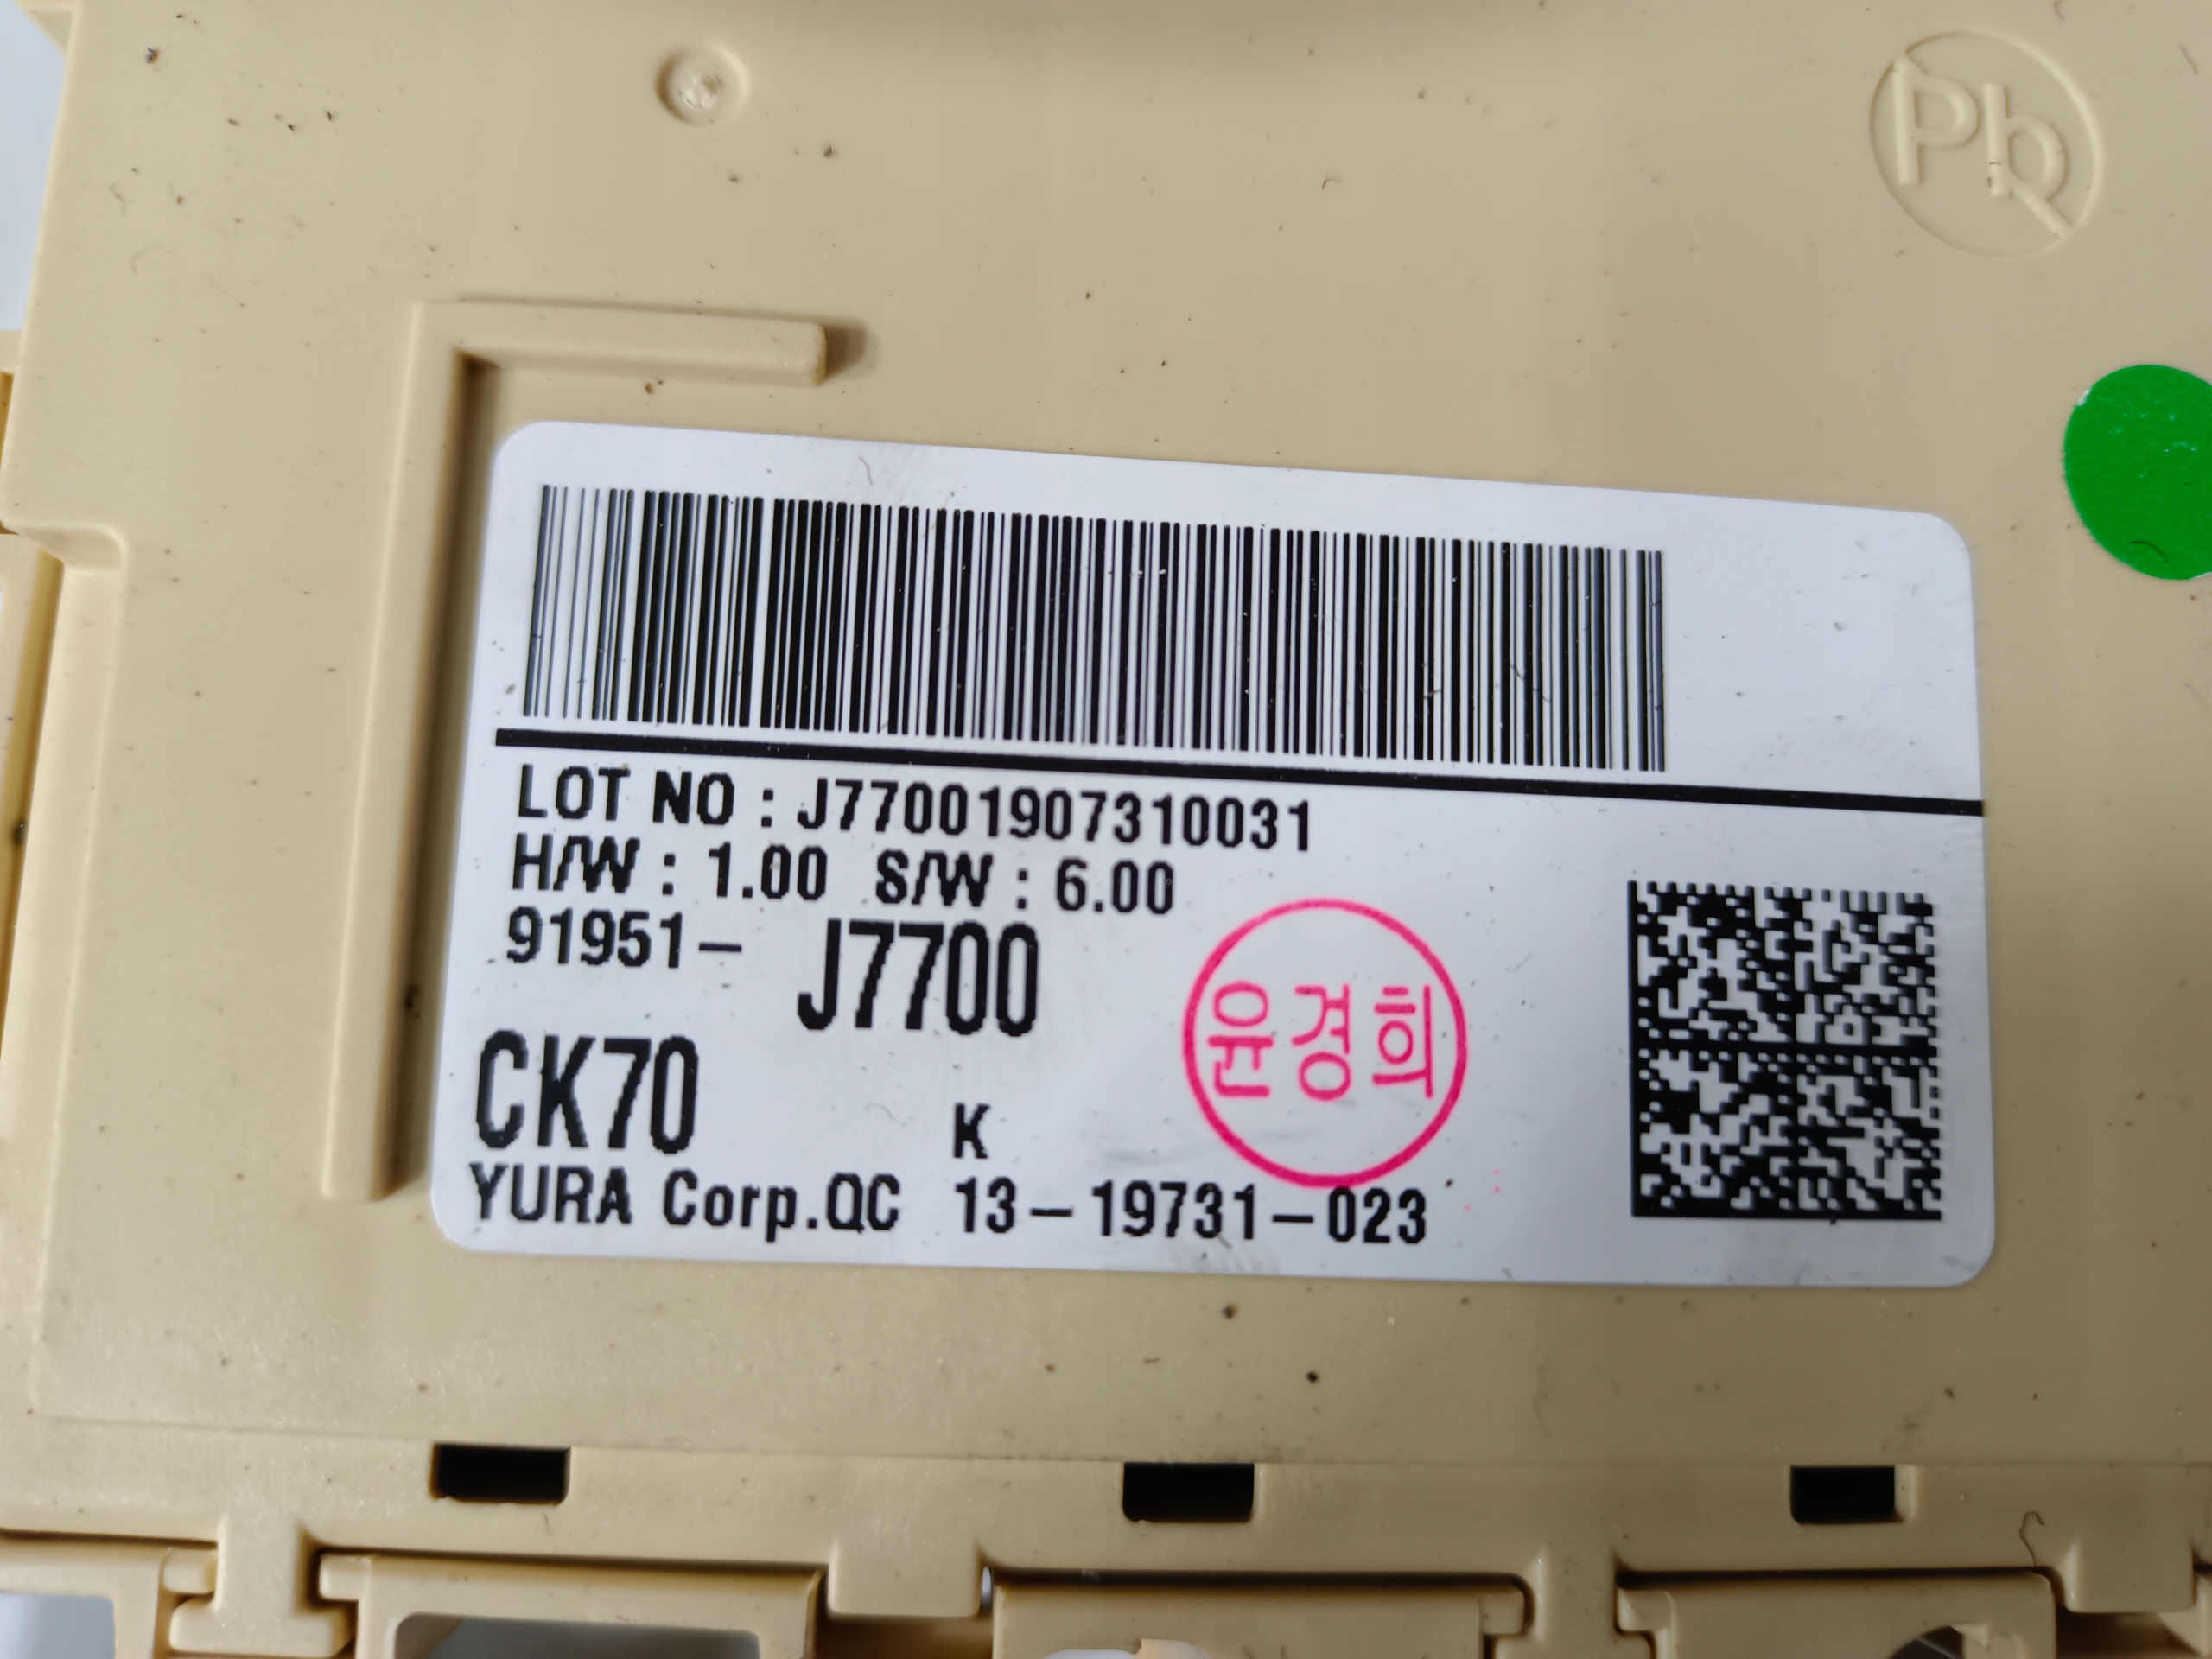 Pb
LOT NO : J77001907310031
H/W : 1.00 S/W : 6.00
91951- J7700
윤경희
CK70
K
YURA Corp.QC 13-19731-023